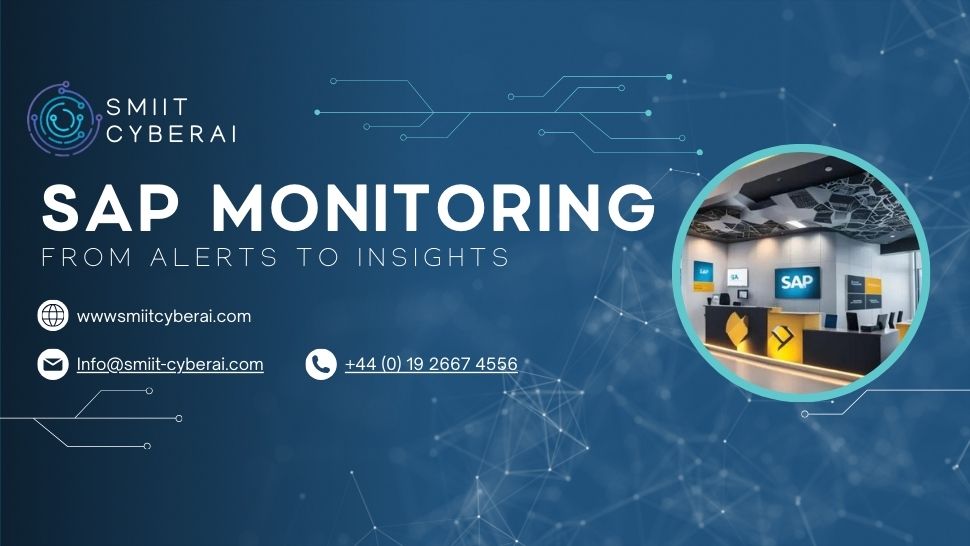 SMIIT
CYBERAI
SAP MONITORING
FROM ALERTS TO INSIGHTS
wwwsmiitcyberai.com
Info@smiit-cyberai.com
+44 (0) 19 2667 4556
SAP
SAP